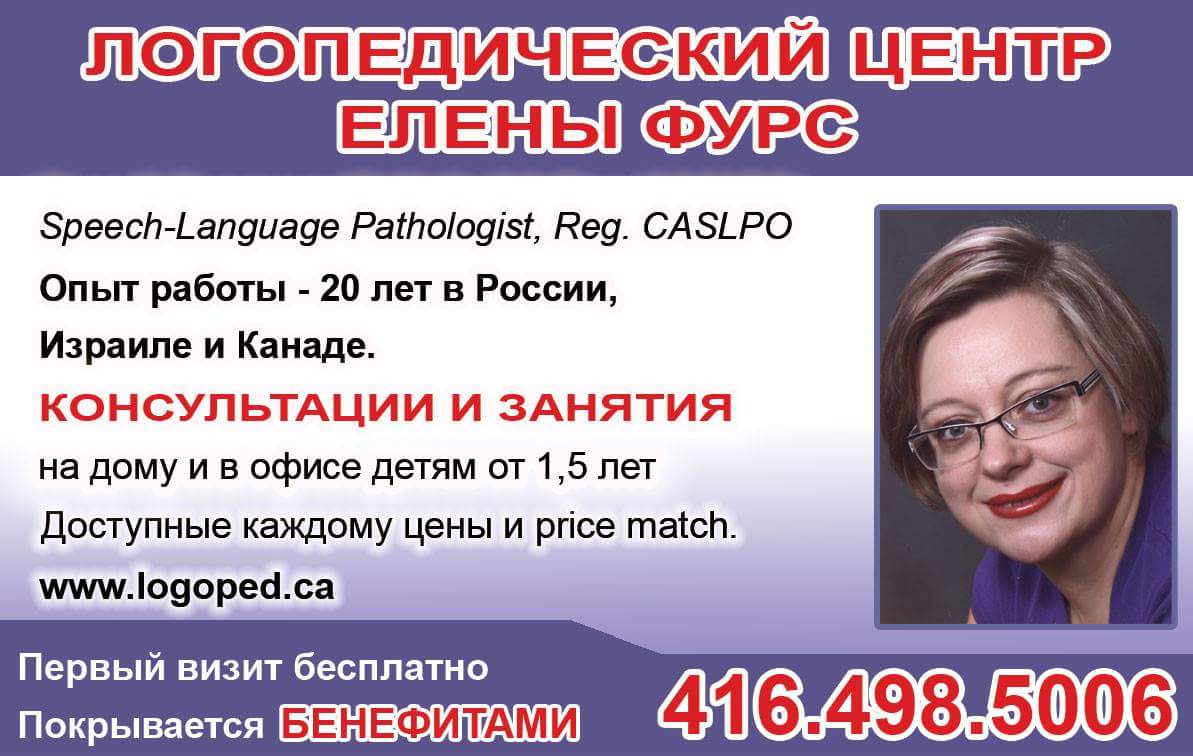 ЛОГОПЕДИЧЕСКИЙ ЦЕНТР
ЕЛЕНЫ ФУРС
Speech-Language Pathologist, Reg. CASLPO
Опыт работы - 20 лет в России,
Израиле и Канаде.
КОНСУЛЬТАЦИИ И ЗАНЯТИЯ
на дому и в офисе детям от 1,5 лет
Доступные каждому цены и price match.
www.logoped.ca
Первый визит бесплатно
Покрывается БЕНЕФИТАМИ
416.498.5006